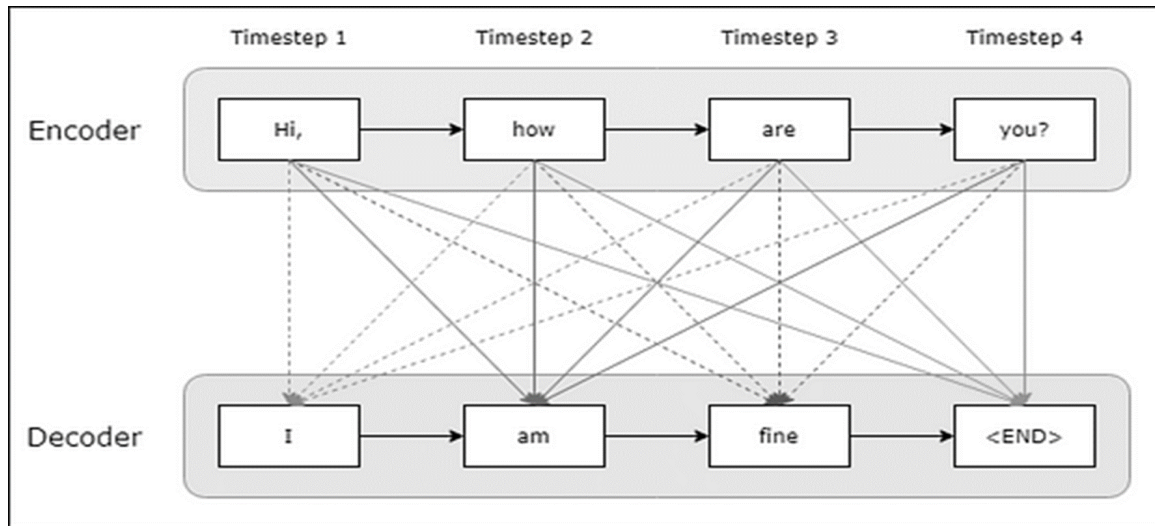 Timestep 1 Timestep 2 Timestep 3 Timestep 4
Encoder Hi, how are you?
Decoder I am fine <END>